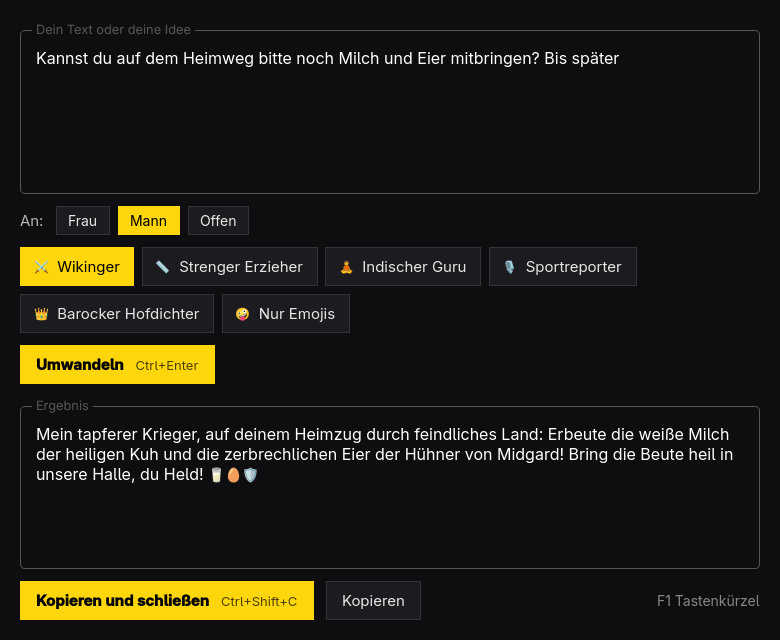 Dein Text oder deine Idee
Kannst du auf dem Heimweg bitte noch Milch und Eier mitbringen? Bis später
An: Frau Mann Offen
Wikinger Strenger Erzieher Indischer Guru Sportreporter
Barocker Hofdichter Nur Emojis
Umwandeln Ctrl+Enter
Ergebnis
Mein tapferer Krieger, auf deinem Heimzug durch feindliches Land: Erbeute die weiße Milch
der heiligen Kuh und die zerbrechlichen Eier der Hühner von Midgard! Bring die Beute heil in
unsere Halle, du Held! 🥛🥚🛡️
Kopieren und schließen Ctrl+Shift+C Kopieren F1 Tastenkürzel